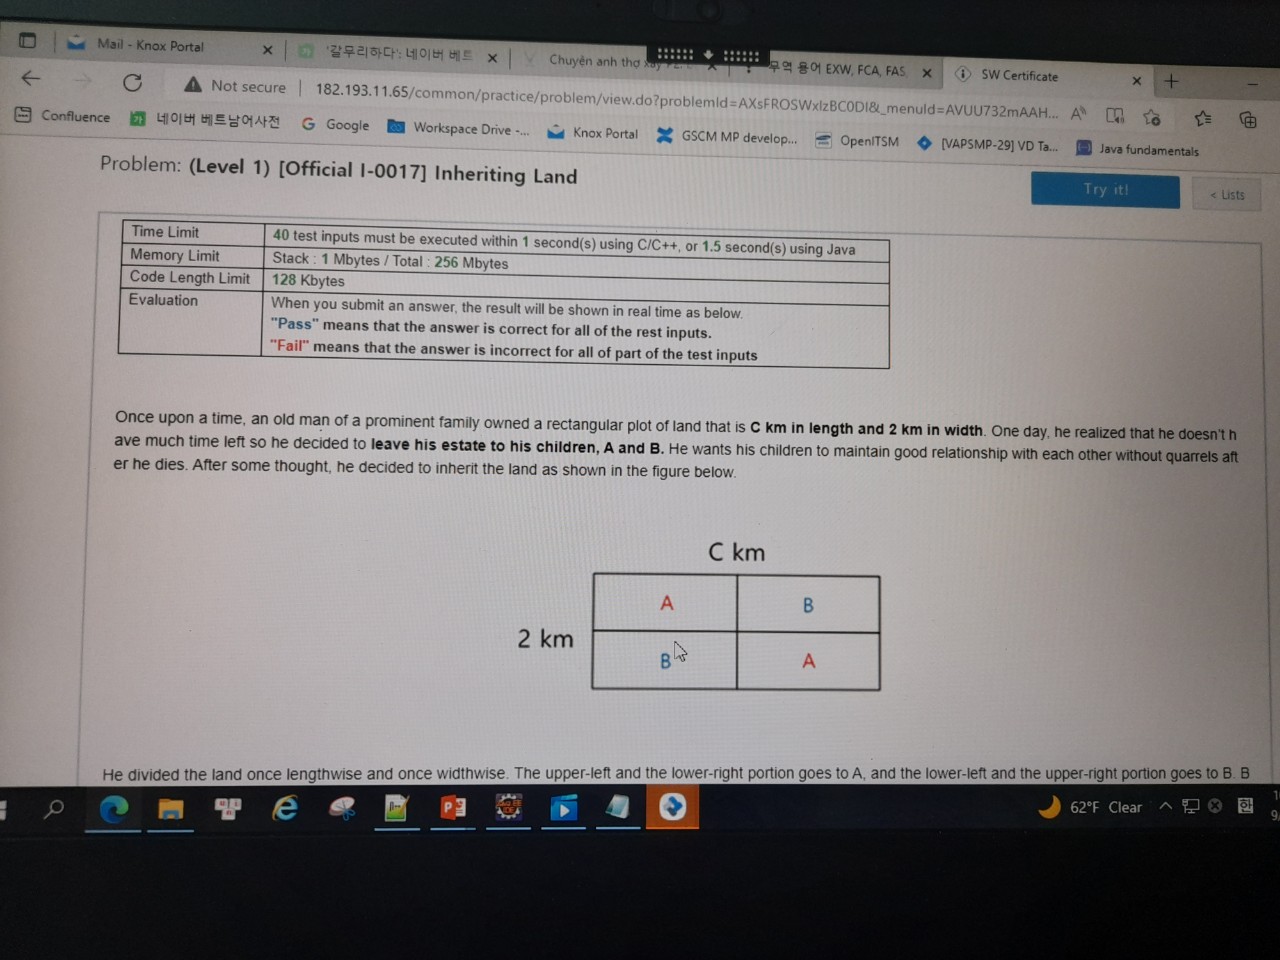 Mail - Knox Portal
'갈무리하다': 네이버 베트
Chuyên anh thợ xây
무역 용어 EXW, FCA, FAS,
SW Certificate
Not secure
182.193.11.65/common/practice/problem/view.do?problemId=AXsFROSWxIzBC0DI&_menuId=AVUU732mAAH...
Confluence
네이버 베트남어사전
Google
Workspace Drive -...
Knox Portal
GSCM MP develop...
OpenITSM
[VAPSMP-29] VD Ta...
Java fundamentals
Problem: (Level 1) [Official I-0017] Inheriting Land
Try it!
< Lists
Time Limit
40 test inputs must be executed within 1 second(s) using C/C++, or 1.5 second(s) using Java
Memory Limit
Stack : 1 Mbytes / Total : 256 Mbytes
Code Length Limit
128 Kbytes
Evaluation
When you submit an answer, the result will be shown in real time as below.
"Pass" means that the answer is correct for all of the rest inputs.
"Fail" means that the answer is incorrect for all of part of the test inputs
Once upon a time, an old man of a prominent family owned a rectangular plot of land that is C km in length and 2 km in width. One day, he realized that he doesn't h
ave much time left so he decided to leave his estate to his children, A and B. He wants his children to maintain good relationship with each other without quarrels aft
er he dies. After some thought, he decided to inherit the land as shown in the figure below.
C km
A
B
2 km
B
A
He divided the land once lengthwise and once widthwise. The upper-left and the lower-right portion goes to A, and the lower-left and the upper-right portion goes to B. B
62°F Clear
한